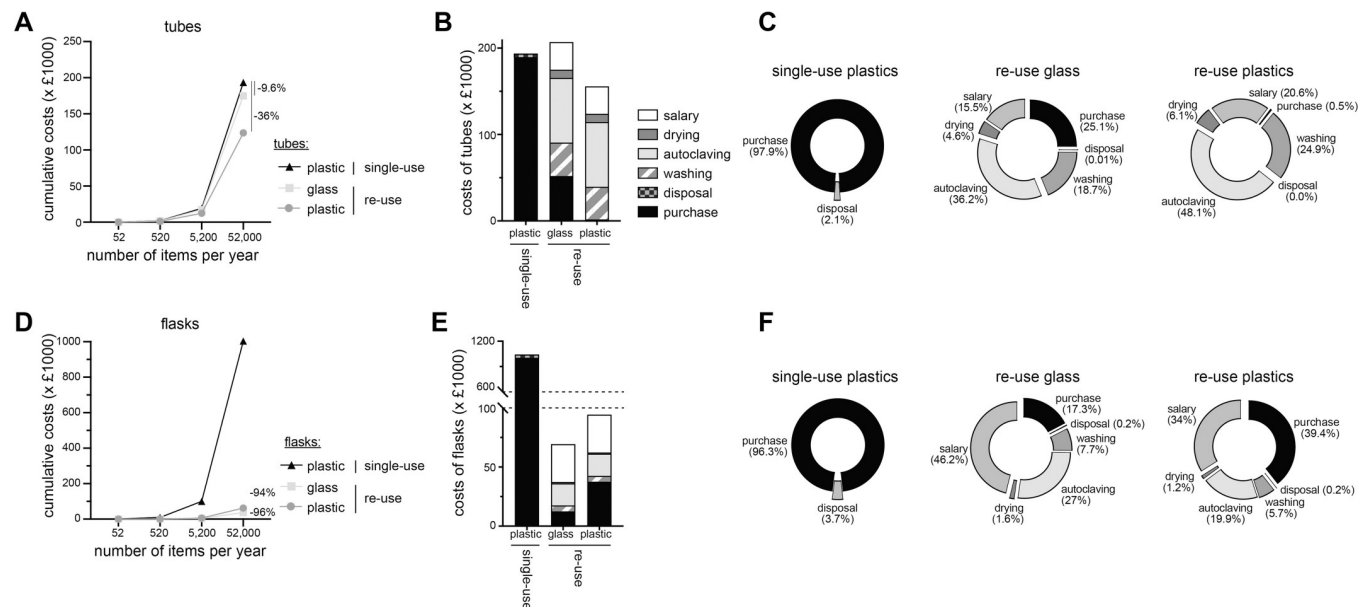 A
tubes
cumulative costs (x £1000)
250
200
150
100
50
0
52
520
5,200
52,000
number of items per year
-9.6%
-36%
tubes:
plastic
single-use
glass
plastic
re-use
B
costs of tubes (x £1000)
200
100
0
plastic
glass
plastic
single-use
re-use
salary
drying
autoclaving
washing
disposal
purchase
C
single-use plastics
purchase
(97.9%)
disposal
(2.1%)
re-use glass
salary
(15.5%)
drying
(4.6%)
autoclaving
(36.2%)
purchase
(25.1%)
disposal
(0.01%)
washing
(18.7%)
re-use plastics
salary (20.6%)
purchase (0.5%)
drying
(6.1%)
washing
(24.9%)
disposal
(0.0%)
autoclaving
(48.1%)
D
flasks
cumulative costs (x £1000)
1000
800
600
400
200
0
52
520
5,200
52,000
number of items per year
-94%
-96%
flasks:
plastic
single-use
glass
plastic
re-use
E
costs of flasks (x £1000)
1200
600
100
50
0
plastic
glass
plastic
single-use
re-use
F
single-use plastics
purchase
(96.3%)
disposal
(3.7%)
re-use glass
purchase
(17.3%)
disposal (0.2%)
washing
(7.7%)
salary
(46.2%)
autoclaving
(27%)
drying
(1.6%)
re-use plastics
salary
(34%)
purchase
(39.4%)
drying
(1.2%)
disposal (0.2%)
washing
(5.7%)
autoclaving
(19.9%)